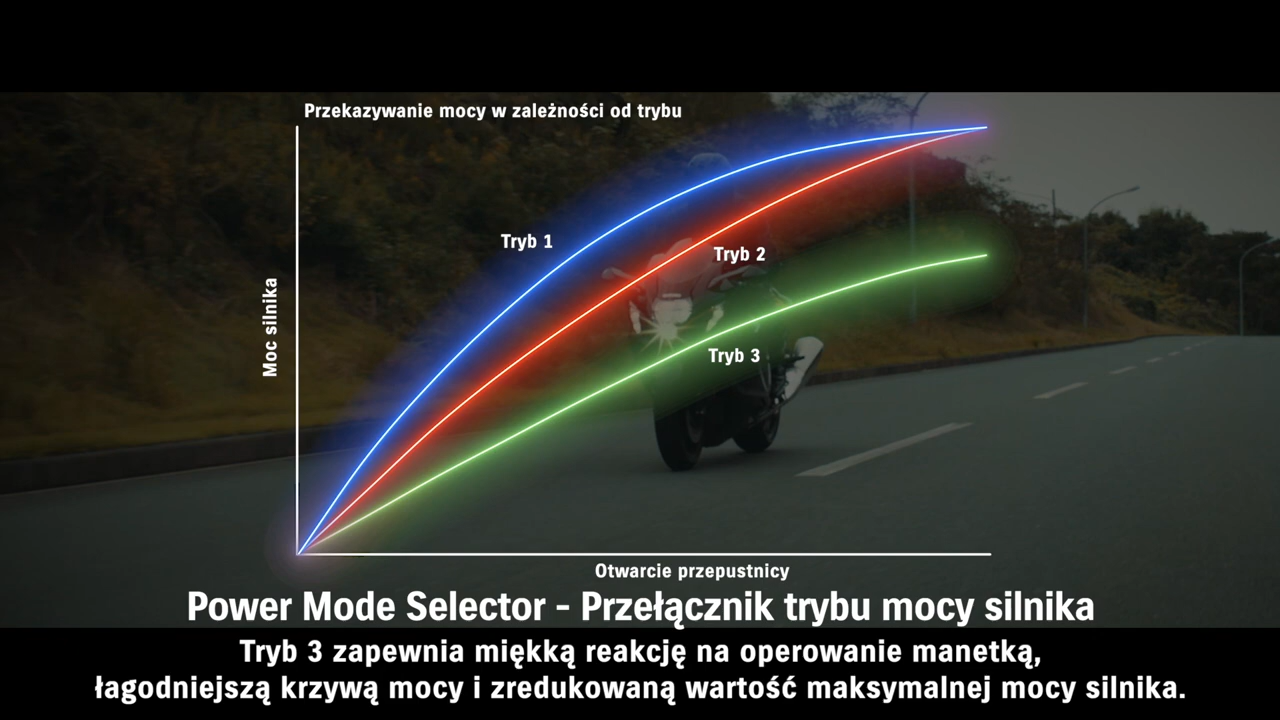 Przekazywanie mocy w zależności od trybu
Tryb 1
Tryb 2
Tryb 3
Moc silnika
Otwarcie przepustnicy
Power Mode Selector - Przełącznik trybu mocy silnika
Tryb 3 zapewnia miękką reakcję na operowanie manetką,
łagodniejszą krzywą mocy i zredukowaną wartość maksymalnej mocy silnika.